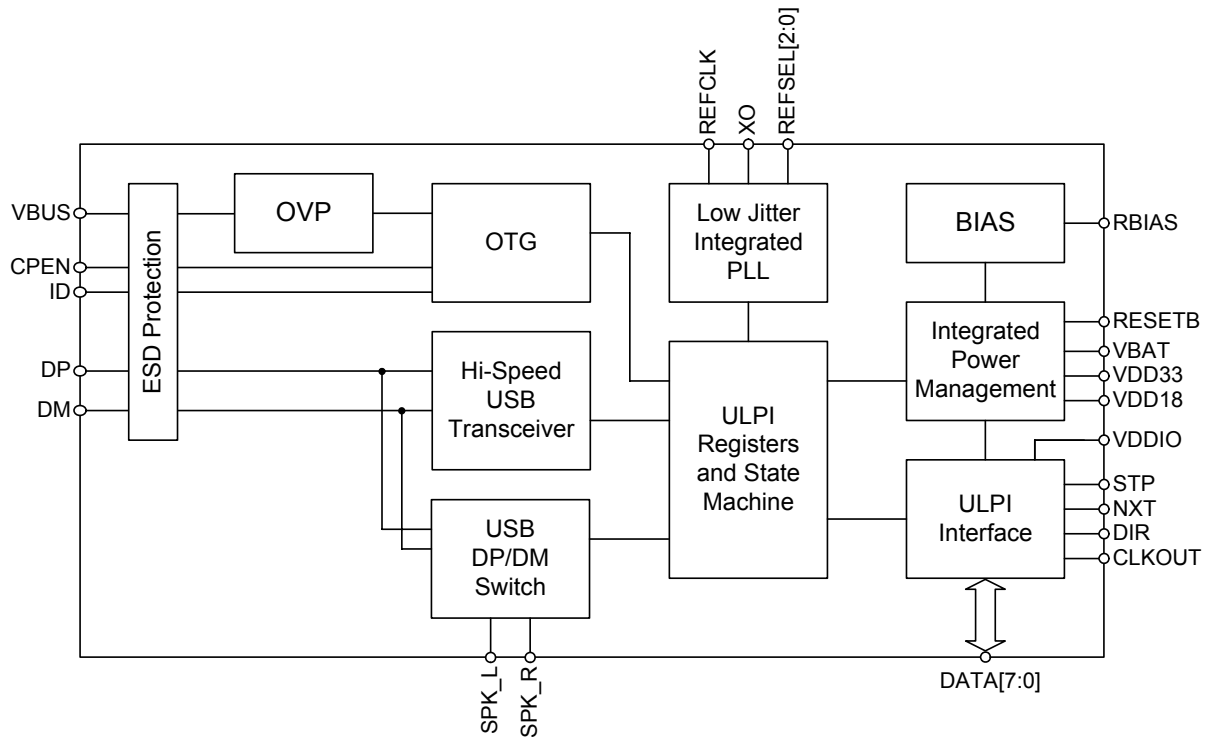 REFCLK
XO
REFSEL[2:0]
VBUS
CPEN
ID
DP
DM
ESD Protection
OVP
OTG
Low Jitter
Integrated
PLL
BIAS
RBIAS
Hi-Speed
USB
Transceiver
ULPI
Registers
and State
Machine
Integrated
Power
Management
RESETB
VBAT
VDD33
VDD18
VDDIO
USB
DP/DM
Switch
ULPI
Interface
STP
NXT
DIR
CLKOUT
SPK_L
SPK_R
DATA[7:0]